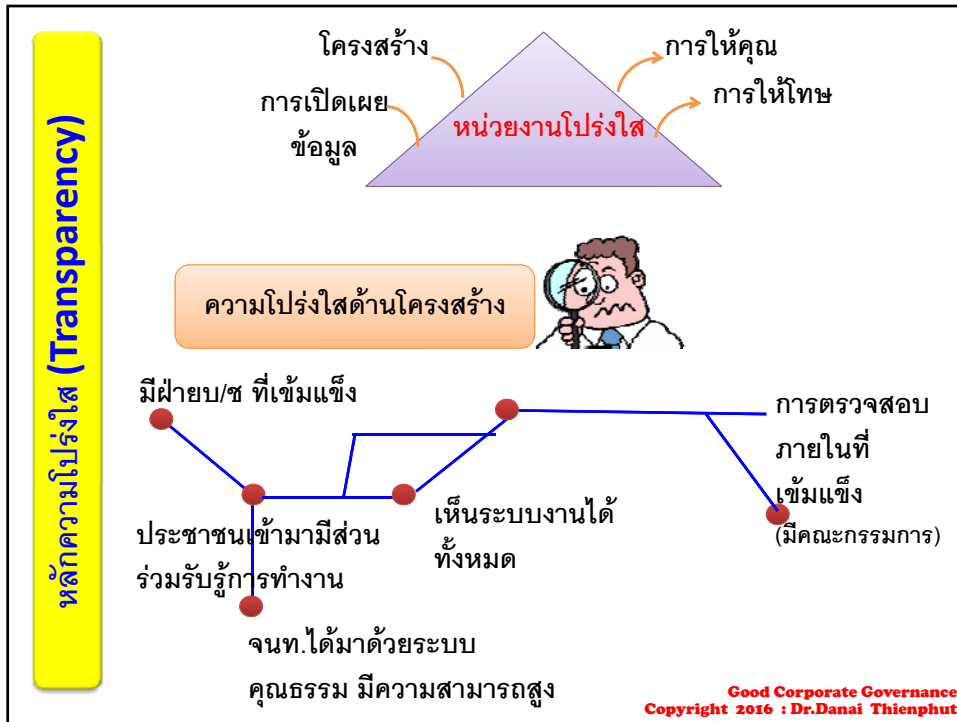 หลักความโปร่งใส (Transparency)
โครงสร้าง
การเปิดเผย
ข้อมูล
หน่วยงานโปร่งใส
การให้คุณ
การให้โทษ
ความโปร่งใสด้านโครงสร้าง
มีฝ่ายบ/ช ที่เข้มแข็ง
ประชาชนเข้ามามีส่วน
ร่วมรับรู้การทำงาน
จนท.ได้มาด้วยระบบ
คุณธรรม มีความสามารถสูง
เห็นระบบงานได้
ทั้งหมด
การตรวจสอบ
ภายในที่
เข้มแข็ง
(มีคณะกรรมการ)
Good Corporate Governance
Copyright 2016 : Dr.Danai Thienphut